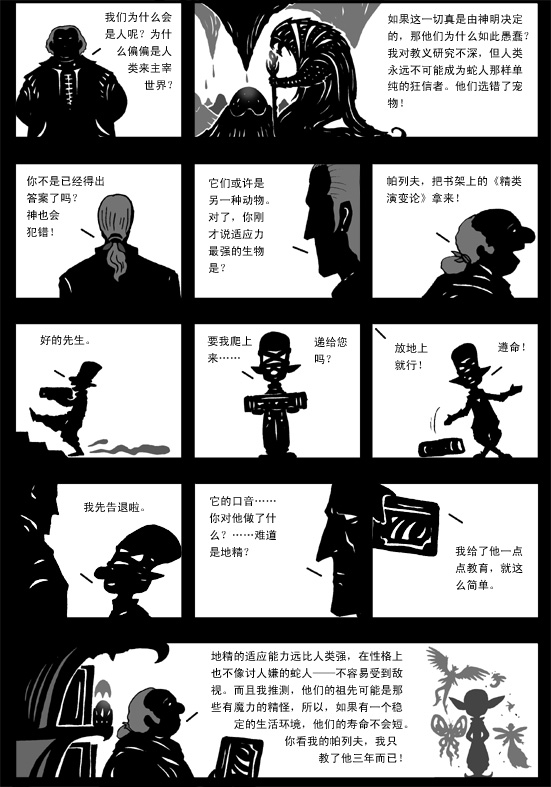 我们为什么会
是人呢？为什
么偏偏是人
类来主宰
世界？
如果这一切真是由神明决定
的，那他们为什么如此愚蠢？
我对教义研究不深，但人类
永远不可能成为蛇人那样单
纯的狂信者。他们选错了宠
物！
你不是已经得出
答案了吗？
神也会
犯错！
它们或许是
另一种动物。
对了，你刚
才说适应力
最强的生物
是？
帕列夫，把书架上的《精类
演变论》拿来！
好的先生。
要我爬上
来……
递给您
吗？
放地上
就行！
遵命！
我先告退啦。
它的口音……
你对他做了什
么？……难道
是地精？
我给了他一点
点教育，就这
么简单。
地精的适应能力远比人类强，在性格上
也不像讨人嫌的蛇人——不容易受到敌
视。而且我推测，他们的祖先可能是那
些有魔力的精怪，所以，如果有一个稳
定的生活环境，他们的寿命不会短。
你看我的帕列夫，我只
教了他三年而已！